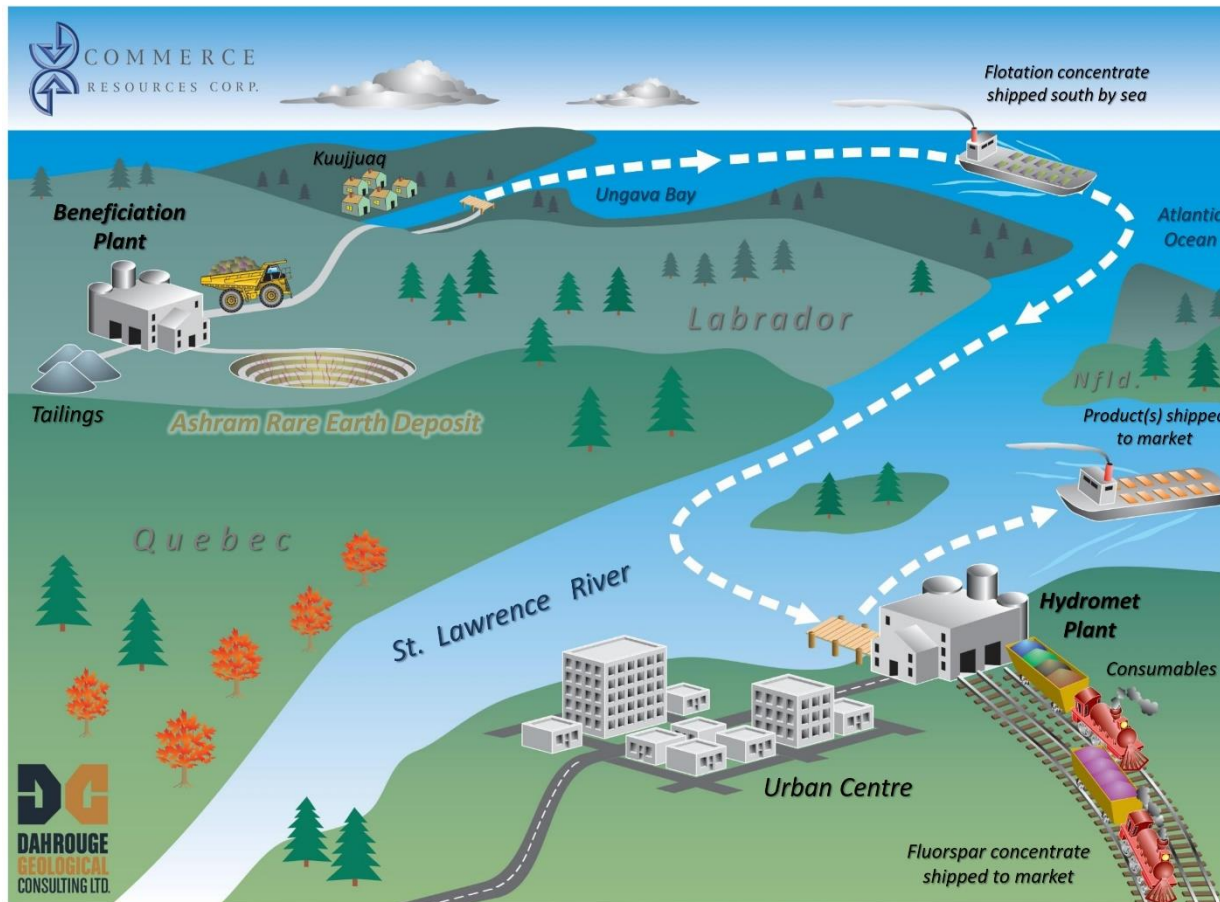 COMMERCE
RESOURCES CORP.
Flotation concentrate
shipped south by sea
Kuujjuaq
Ungava Bay
Beneficiation
Plant
Atlantic
Ocean
Labrador
Tailings
Ashram Rare Earth Deposit
Nfld.
Product(s) shipped
to market
Quebec
St. Lawrence River
Hydromet
Plant
Consumables
Urban Centre
Fluorspar concentrate
shipped to market
DC
DAHROUGE
GEOLOGICAL
CONSULTING LTD.